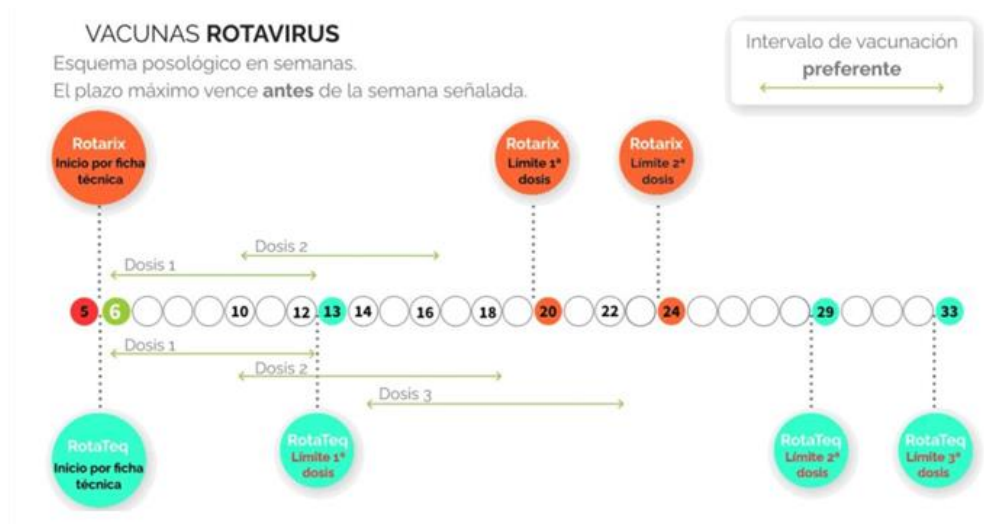 VACUNAS ROTAVIRUS
Esquema posológico en semanas.
El plazo máximo vence antes de la semana señalada.
Intervalo de vacunación
preferente
Rotarix
Inicio por ficha
técnica
Rotarix
Límite 1ª
dosis
Rotarix
Límite 2ª
dosis
Dosis 2
Dosis 1
5 6 10 12 13 14 16 18 20 22 24 29 33
Dosis 1
Dosis 2
Dosis 3
RotaTeq
Inicio por ficha
técnica
RotaTeq
Límite 1ª
dosis
RotaTeq
Límite 2ª
dosis
RotaTeq
Límite 3ª
dosis